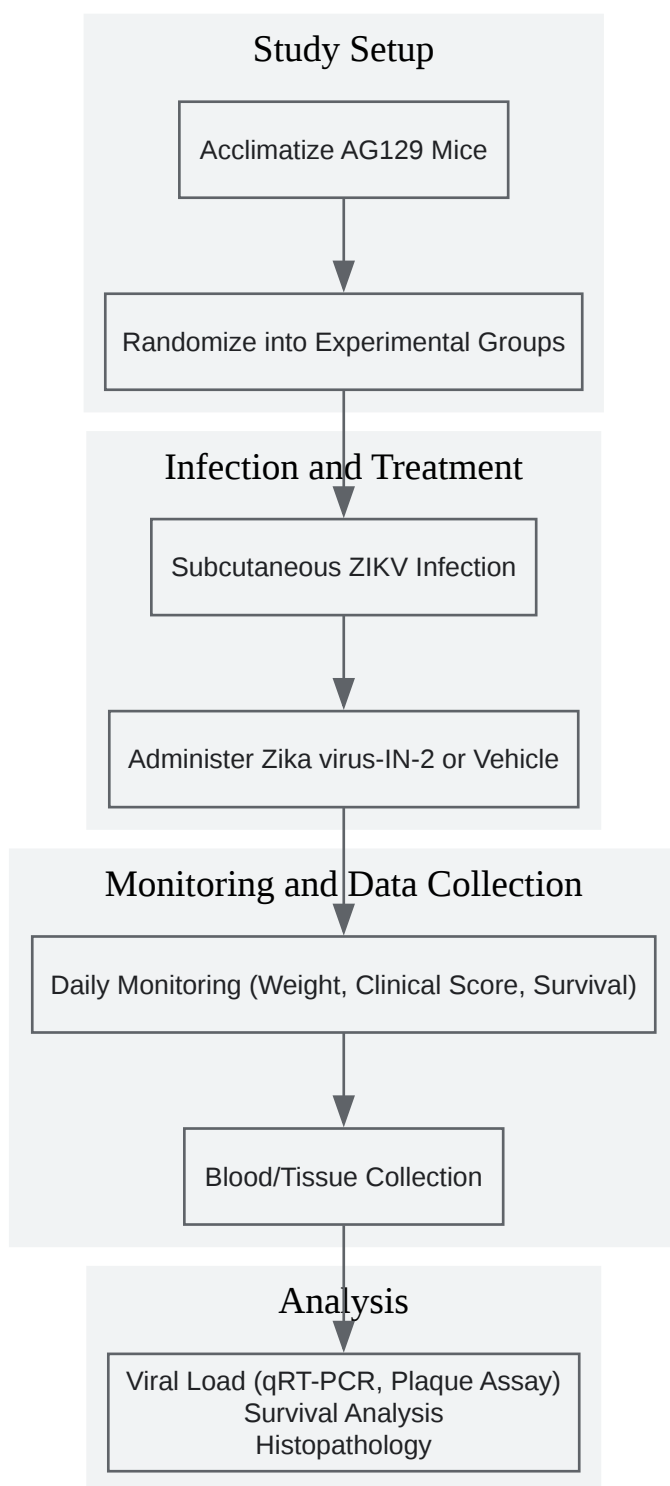 Study Setup
Acclimatize AG129 Mice
Randomize into Experimental Groups
Infection and Treatment
Subcutaneous ZIKV Infection
Administer Zika virus-IN-2 or Vehicle
Monitoring and Data Collection
Daily Monitoring (Weight, Clinical Score, Survival)
Blood/Tissue Collection
Analysis
Viral Load (qRT-PCR, Plaque Assay)
Survival Analysis
Histopathology